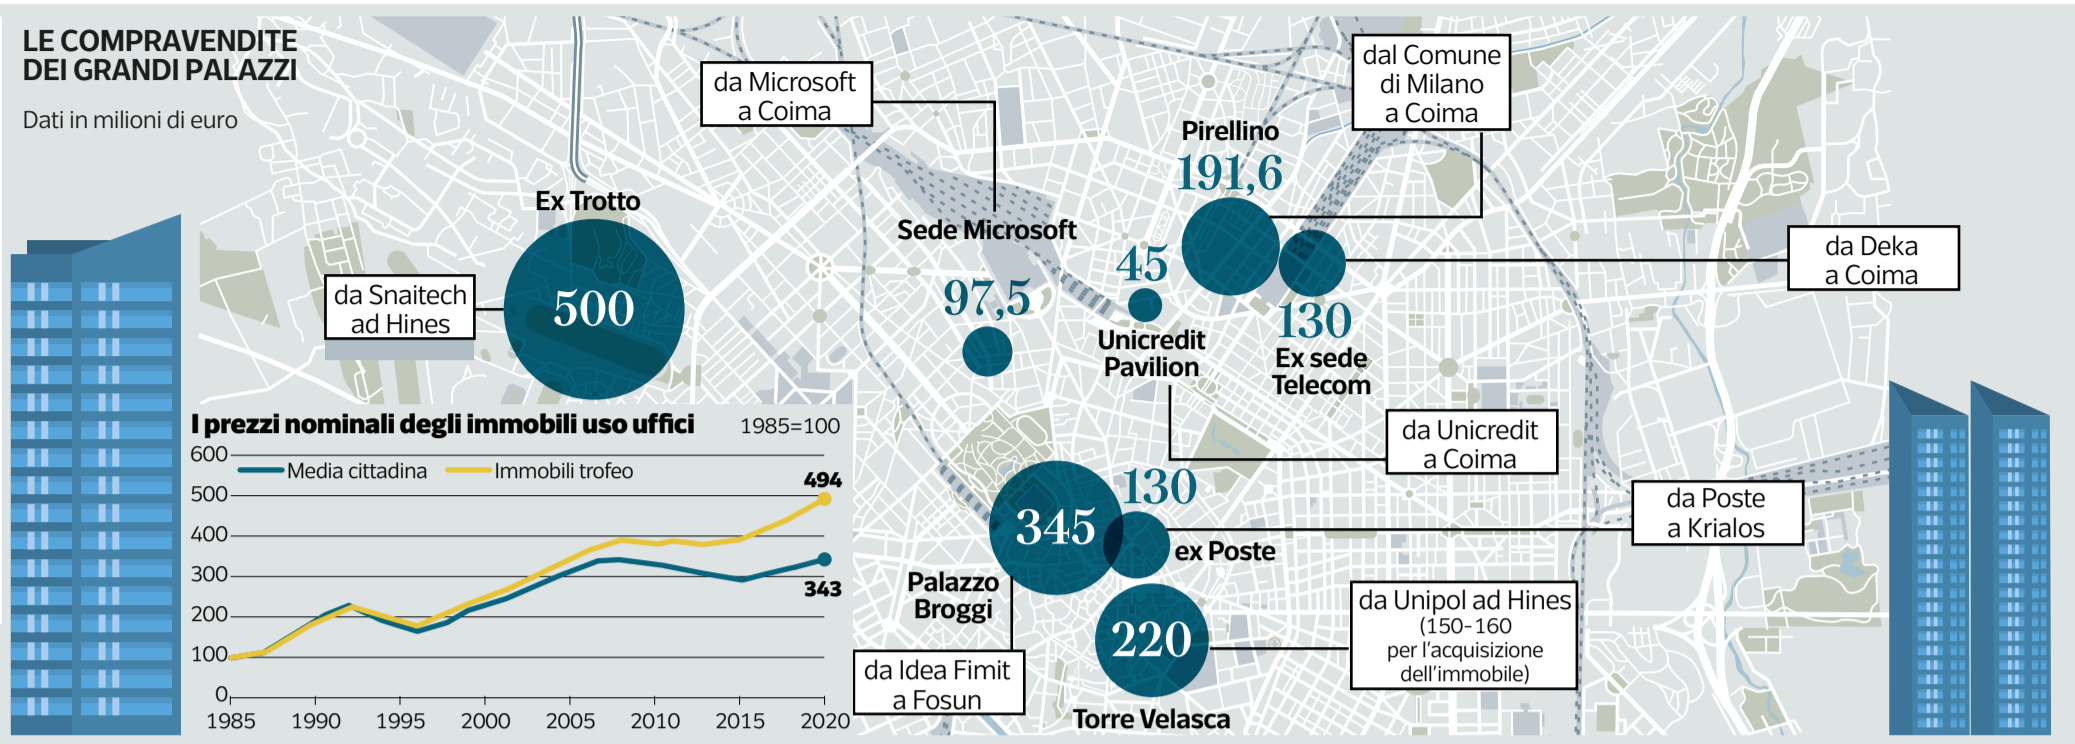 LE COMPRAVENDITE
DEI GRANDI PALAZZI
Dati in milioni di euro
Ex Trotto
500
da Snaitech
ad Hines
da Microsoft
a Coima
Sede Microsoft
97,5
45
Unicredit
Pavilion
da Unicredit
a Coima
Pirellino
191,6
dal Comune
di Milano
a Coima
130
Ex sede
Telecom
da Deka
a Coima
345
Palazzo
Broggi
da Idea Fimit
a Fosun
130
ex Poste
da Poste
a Krialos
220
Torre Velasca
da Unipol ad Hines
(150-160
per l'acquisizione
dell'immobile)
I prezzi nominali degli immobili uso uffici
1985=100
Media cittadina
Immobili trofeo
600
500
400
300
200
100
0
494
343
1985 1990 1995 2000 2005 2010 2015 2020